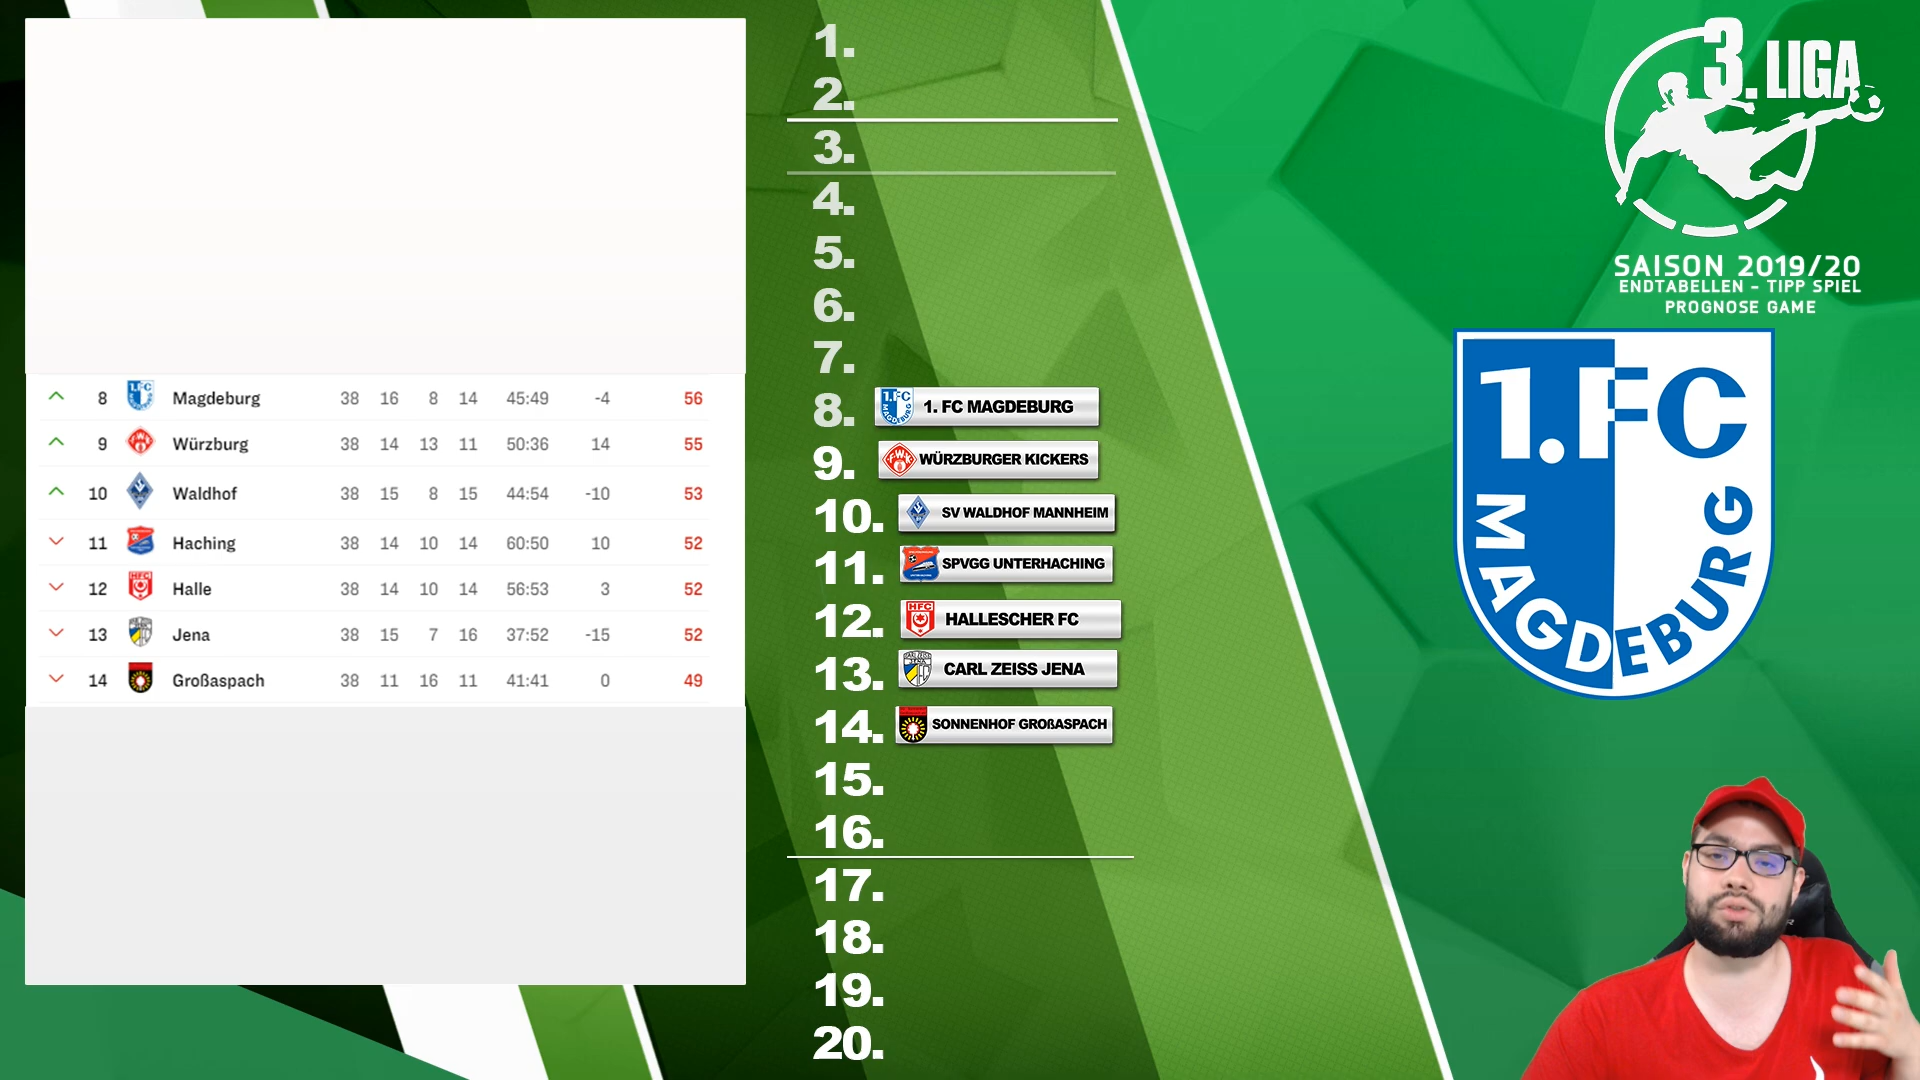 8 Magdeburg 38 16 8 14 45:49 -4 56
9 Würzburg 38 14 13 11 50:36 14 55
10 Waldhof 38 15 8 15 44:54 -10 53
11 Haching 38 14 10 14 60:50 10 52
12 Halle 38 14 10 14 56:53 3 52
13 Jena 38 15 7 16 37:52 -15 52
14 Großaspach 38 11 16 11 41:41 0 49
1.
2.
3.
4.
5.
6.
7.
8. 1.FC MAGDEBURG 1. FC MAGDEBURG
9. FWK WÜRZBURGER KICKERS
10. SV WALDHOF MANNHEIM
11. SPVGG UNTERHACHING
12. HFC HALLESCHER FC
13. CARL ZEISS JENA
14. SONNENHOF GROßASPACH
15.
16.
17.
18.
19.
20.
3. LIGA
SAISON 2019/20
ENDTABELLEN - TIPP SPIEL
PROGNOSE GAME
1.FC
MAGDEBURG